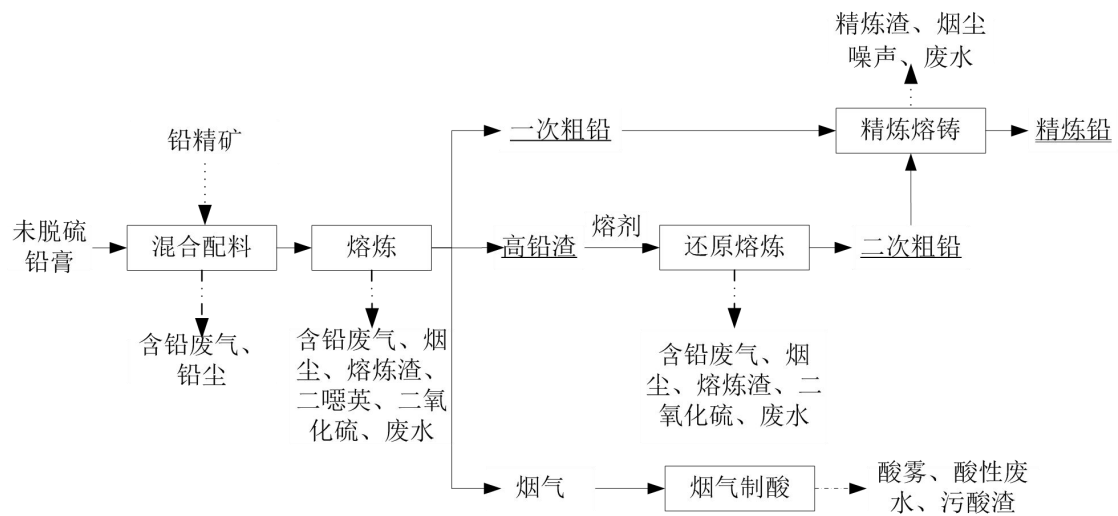 精炼渣、烟尘
噪声、废水
铅精矿
一次粗铅
精炼熔铸
精炼铅
未脱硫
铅膏
混合配料
熔炼
高铅渣
熔剂
还原熔炼
二次粗铅
含铅废气、
铅尘
含铅废气、烟
尘、熔炼渣、
二噁英、二氧
化硫、废水
含铅废气、烟
尘、熔炼渣、二
氧化硫、废水
烟气
烟气制酸
酸雾、酸性废
水、污酸渣